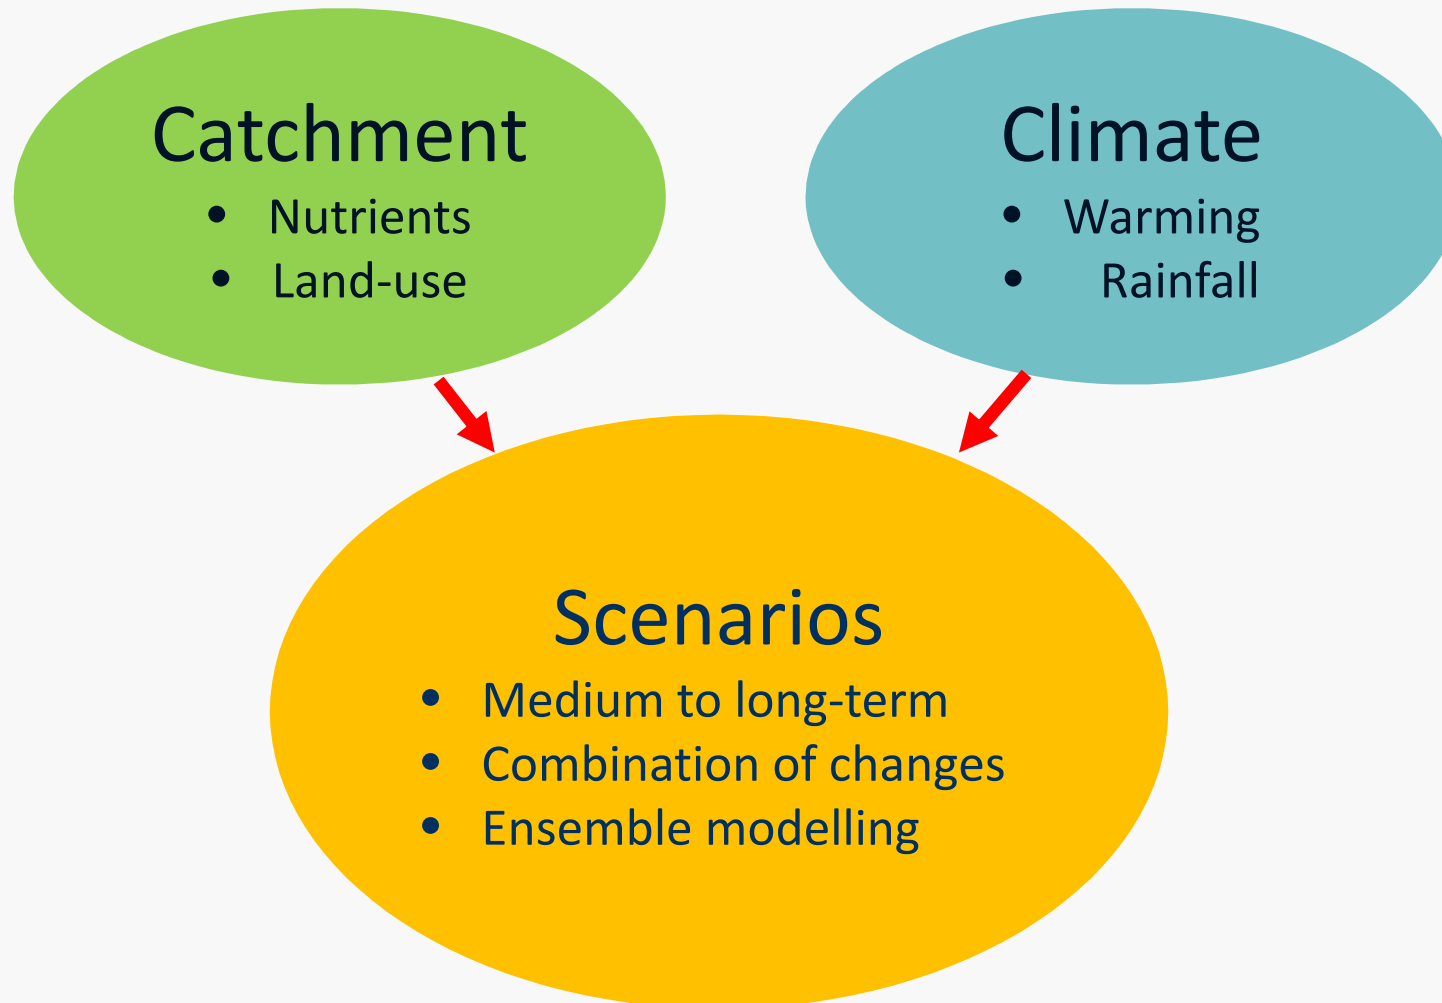 Catchment
• Nutrients
• Land-use
Climate
• Warming
• Rainfall
Scenarios
• Medium to long-term
• Combination of changes
• Ensemble modelling